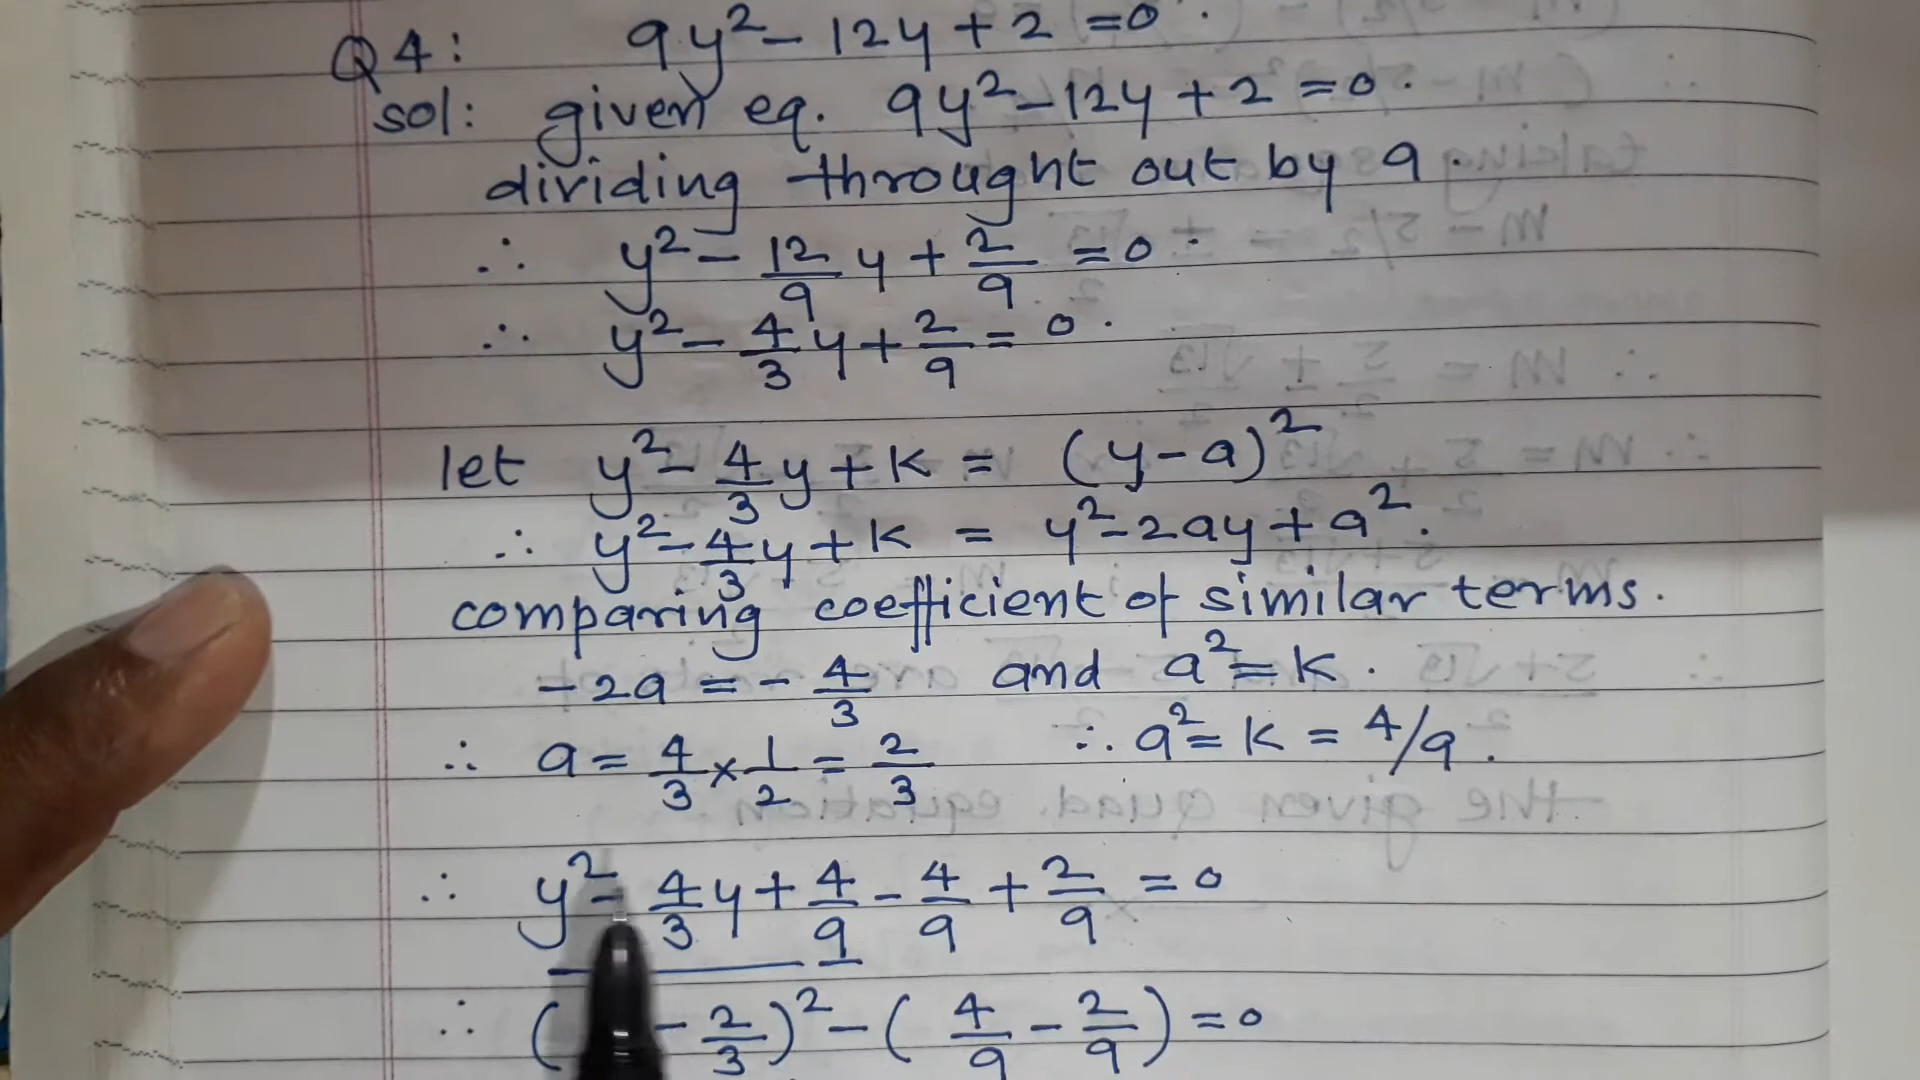 Q4: 9y² - 12y + 2 = 0.
sol: given eq. 9y² - 12y + 2 = 0.
dividing throught out by 9.
∴ y² - 12/9 y + 2/9 = 0.
∴ y² - 4/3 y + 2/9 = 0.
let y² - 4/3 y + k = (y - a)²
∴ y² - 4/3 y + k = y² - 2ay + a².
comparing coefficient of similar terms.
-2a = -4/3 and a² = k.
∴ a = 4/3 × 1/2 = 2/3 ∴ a² = k = 4/9.
∴ y² - 4/3 y + 4/9 - 4/9 + 2/9 = 0
∴ ( - 2/3)² - (4/9 - 2/9) = 0